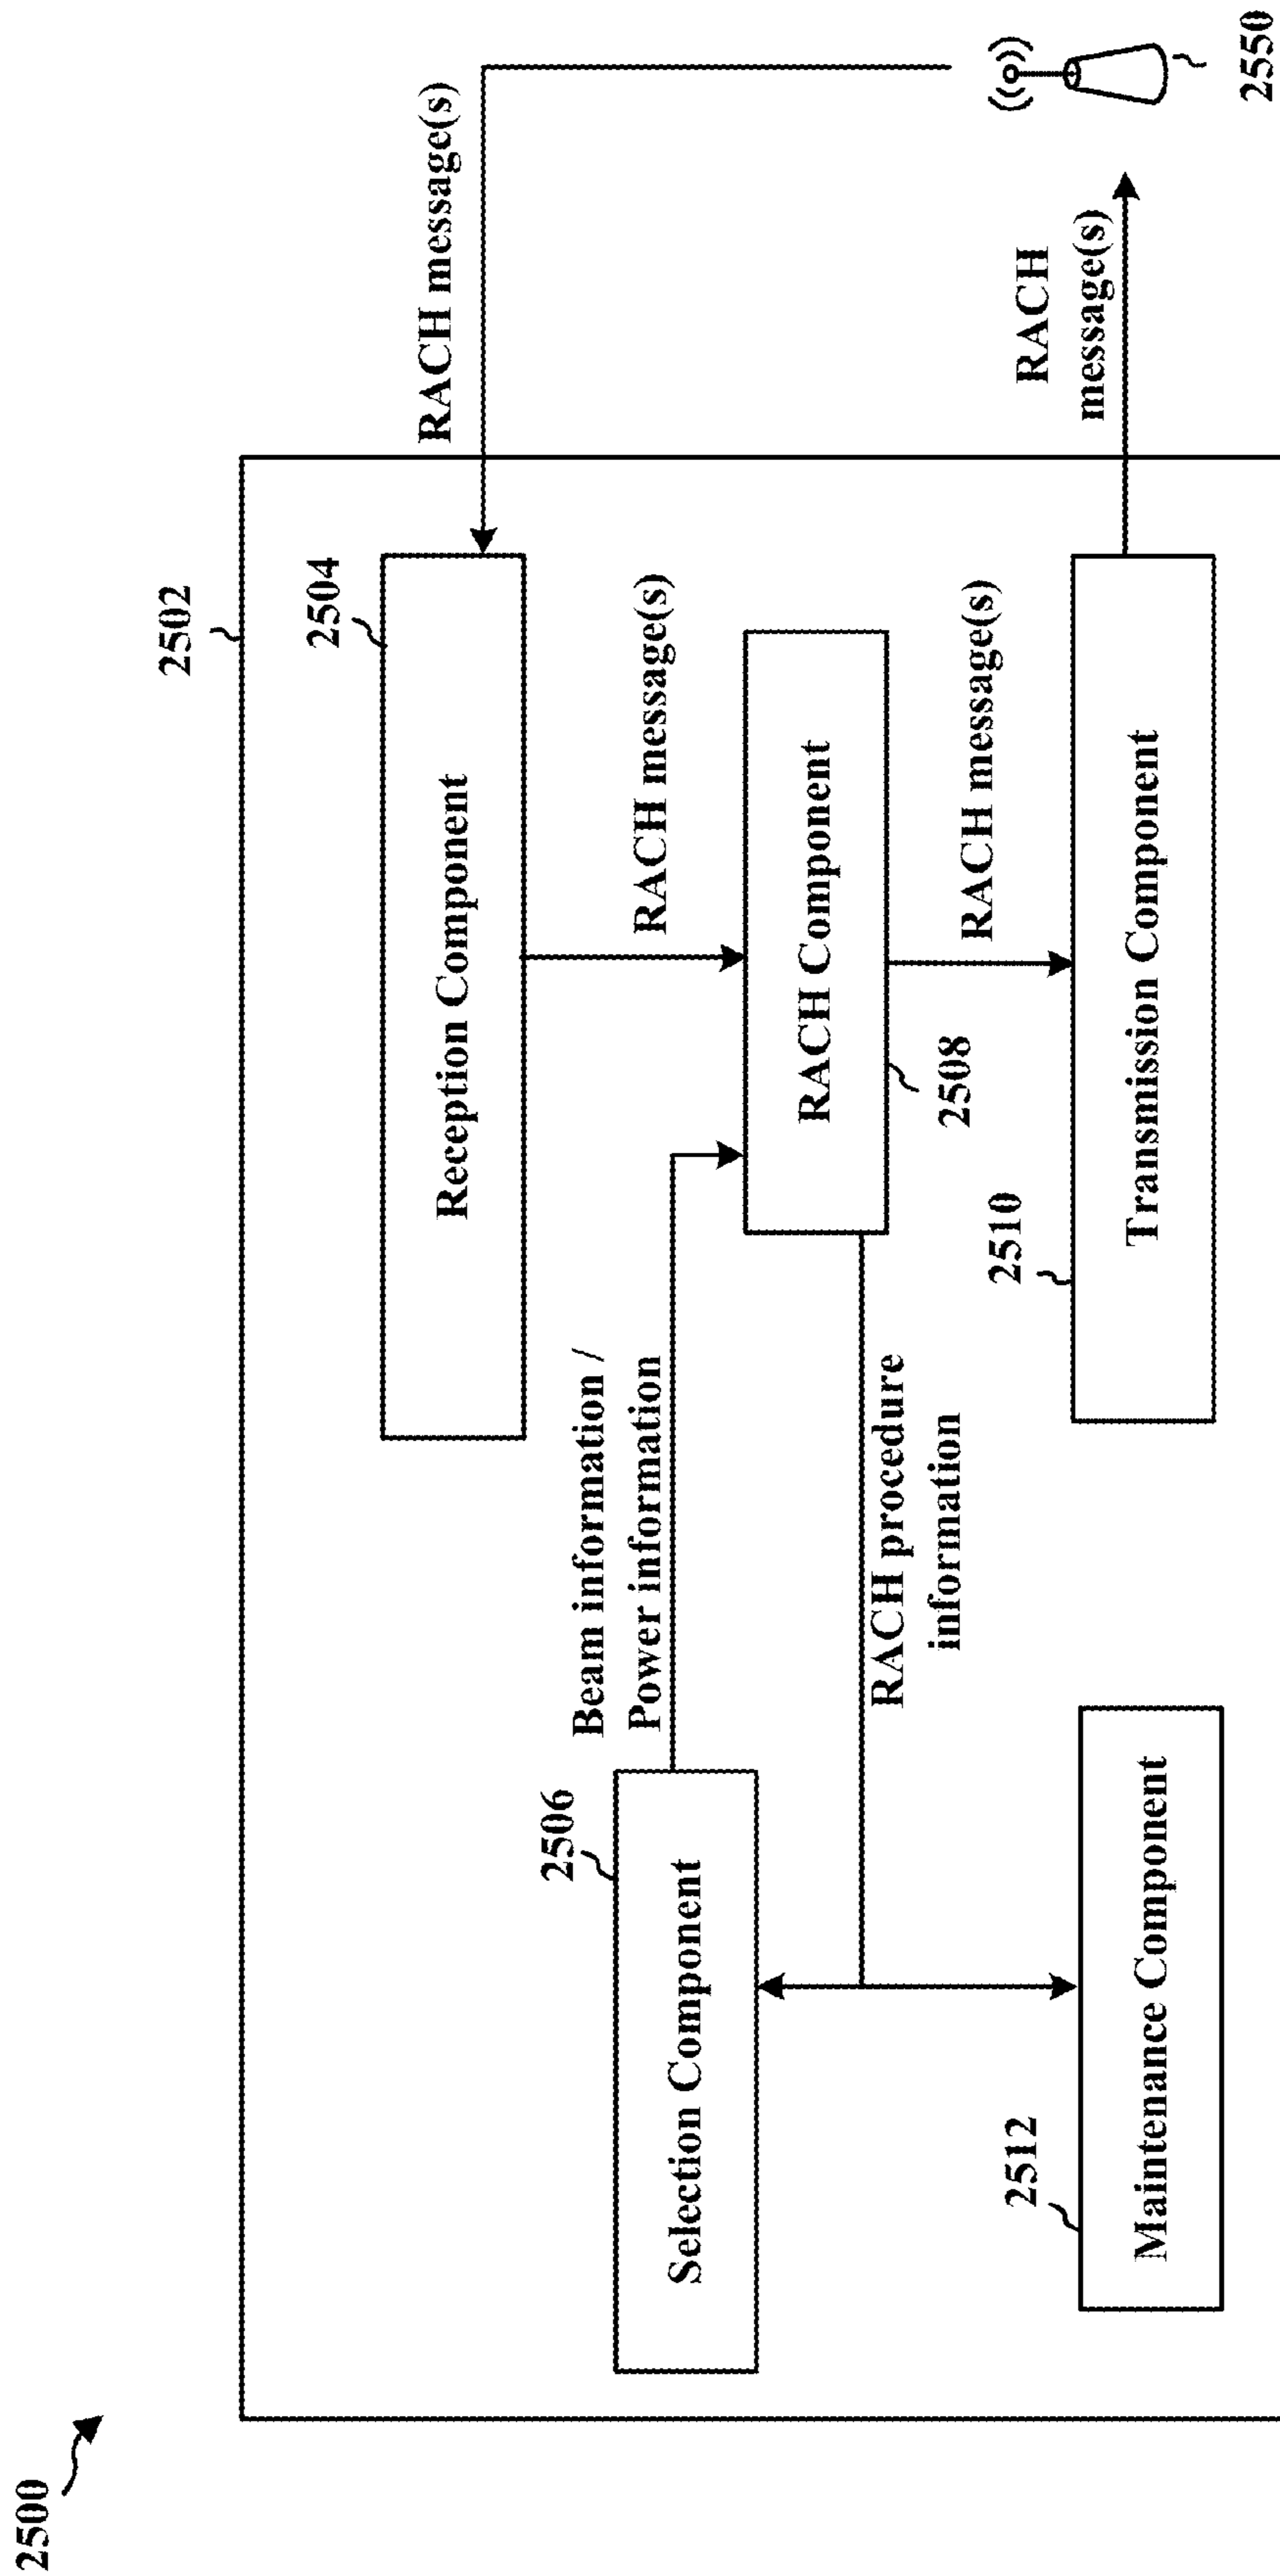 2500
2502
2504
Reception Component
RACH message(s)
2506
Beam information /
Power information
RACH message(s)
Selection Component
RACH Component
2508
RACH procedure
information
RACH message(s)
2510
2512
Maintenance Component
Transmission Component
RACH
message(s)
2550